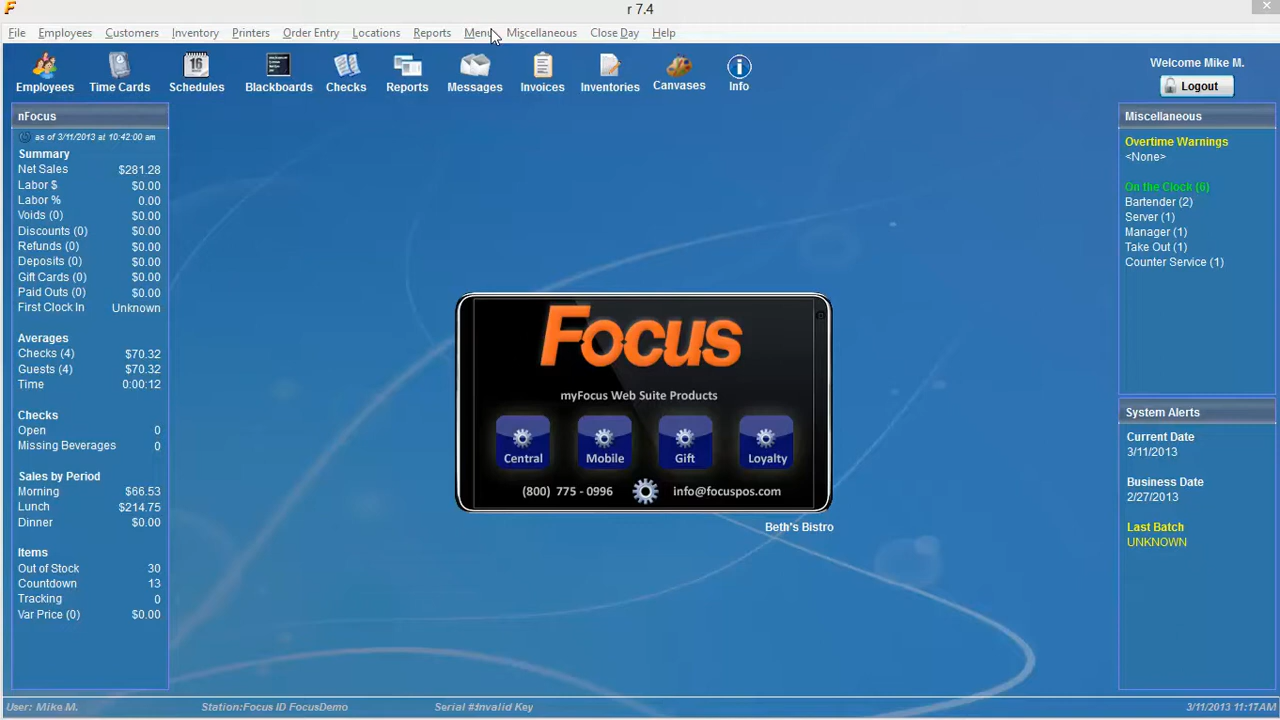 r 7.4
File Employees Customers Inventory Printers Order Entry Locations Reports Menu Miscellaneous Close Day Help
Employees Time Cards Schedules Blackboards Checks Reports Messages Invoices Inventories Canvases Info
16
Welcome Mike M.
Logout
nFocus
as of 3/11/2013 at 10:42:00 am
Summary
Net Sales $281.28
Labor $ $0.00
Labor % 0.00
Voids (0) $0.00
Discounts (0) $0.00
Refunds (0) $0.00
Deposits (0) $0.00
Gift Cards (0) $0.00
Paid Outs (0) $0.00
First Clock In Unknown
Averages
Checks (4) $70.32
Guests (4) $70.32
Time 0:00:12
Checks
Open 0
Missing Beverages 0
Sales by Period
Morning $66.53
Lunch $214.75
Dinner $0.00
Items
Out of Stock 30
Countdown 13
Tracking 0
Var Price (0) $0.00
Focus
myFocus Web Suite Products
Central Mobile Gift Loyalty
(800) 775 - 0996 info@focuspos.com
Beth's Bistro
Miscellaneous
Overtime Warnings
<None>
On the Clock (6)
Bartender (2)
Server (1)
Manager (1)
Take Out (1)
Counter Service (1)
System Alerts
Current Date
3/11/2013
Business Date
2/27/2013
Last Batch
UNKNOWN
User: Mike M. Station:Focus ID FocusDemo Serial #:Invalid Key 3/11/2013 11:17AM